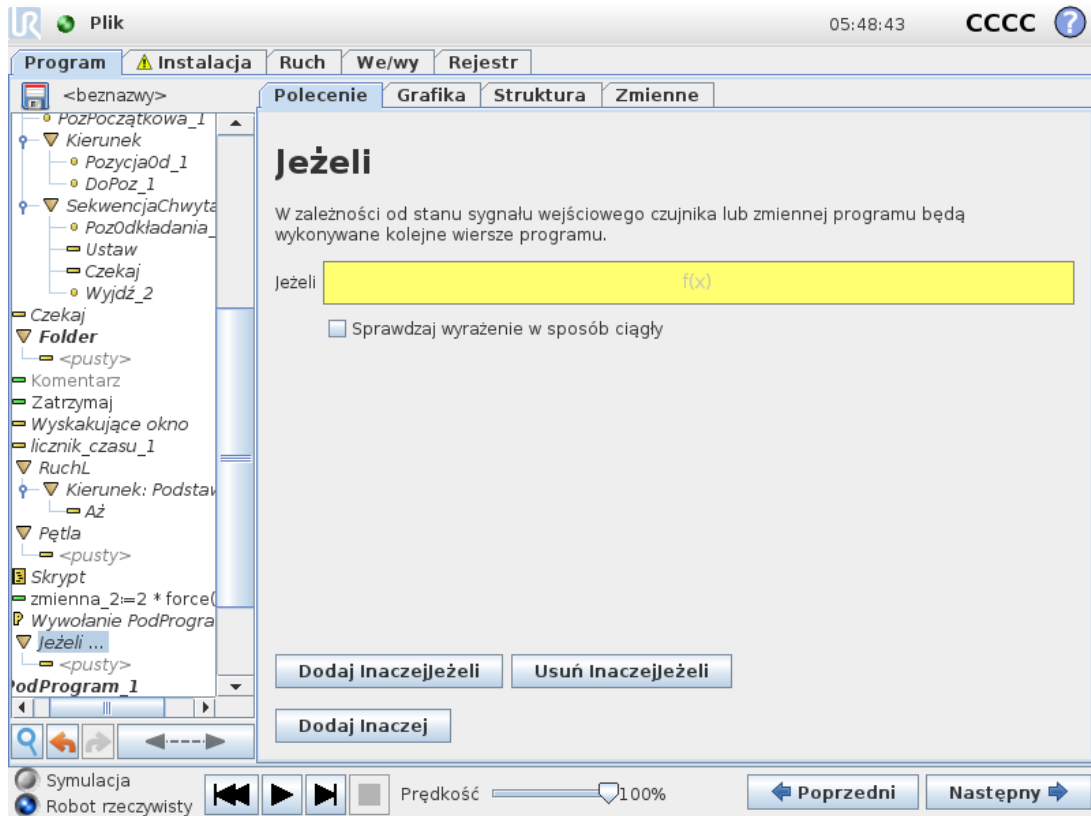 Plik 05:48:43 CCCC ?
Program Instalacja Ruch We/wy Rejestr
<beznazwy>
Polecenie Grafika Struktura Zmienne
PozPoczątkowa_1
Kierunek
PozycjaOd_1
DoPoz_1
SekwencjaChwyta
PozOdkładania_
Ustaw
Czekaj
Wyjdź_2
Czekaj
Folder
<pusty>
Komentarz
Zatrzymaj
Wyskakujące okno
licznik_czasu_1
RuchL
Kierunek: Podstaw
Aż
Pętla
<pusty>
Skrypt
zmienna_2≔2 * force(
Wywołanie PodProgra
Jeżeli ...
<pusty>
PodProgram_1
Jeżeli
W zależności od stanu sygnału wejściowego czujnika lub zmiennej programu będą
wykonywane kolejne wiersze programu.
Jeżeli f(x)
Sprawdzaj wyrażenie w sposób ciągły
Dodaj InaczejJeżeli Usuń InaczejJeżeli
Dodaj Inaczej
Symulacja
Robot rzeczywisty
Prędkość 100%
Poprzedni Następny